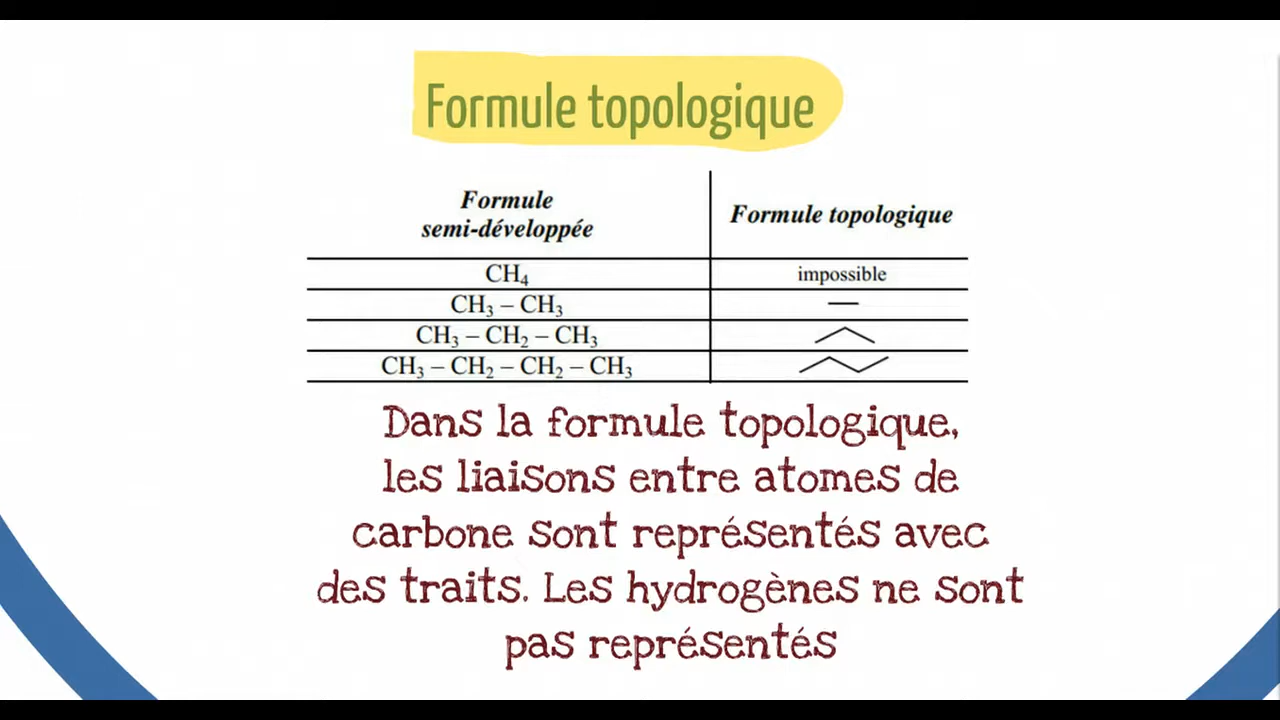 Formule topologique
Formule
semi-développée
Formule topologique
CH₄
impossible
CH₃ – CH₃
CH₃ – CH₂ – CH₃
CH₃ – CH₂ – CH₂ – CH₃
Dans la formule topologique,
les liaisons entre atomes de
carbone sont représentés avec
des traits. Les hydrogènes ne sont
pas représentés